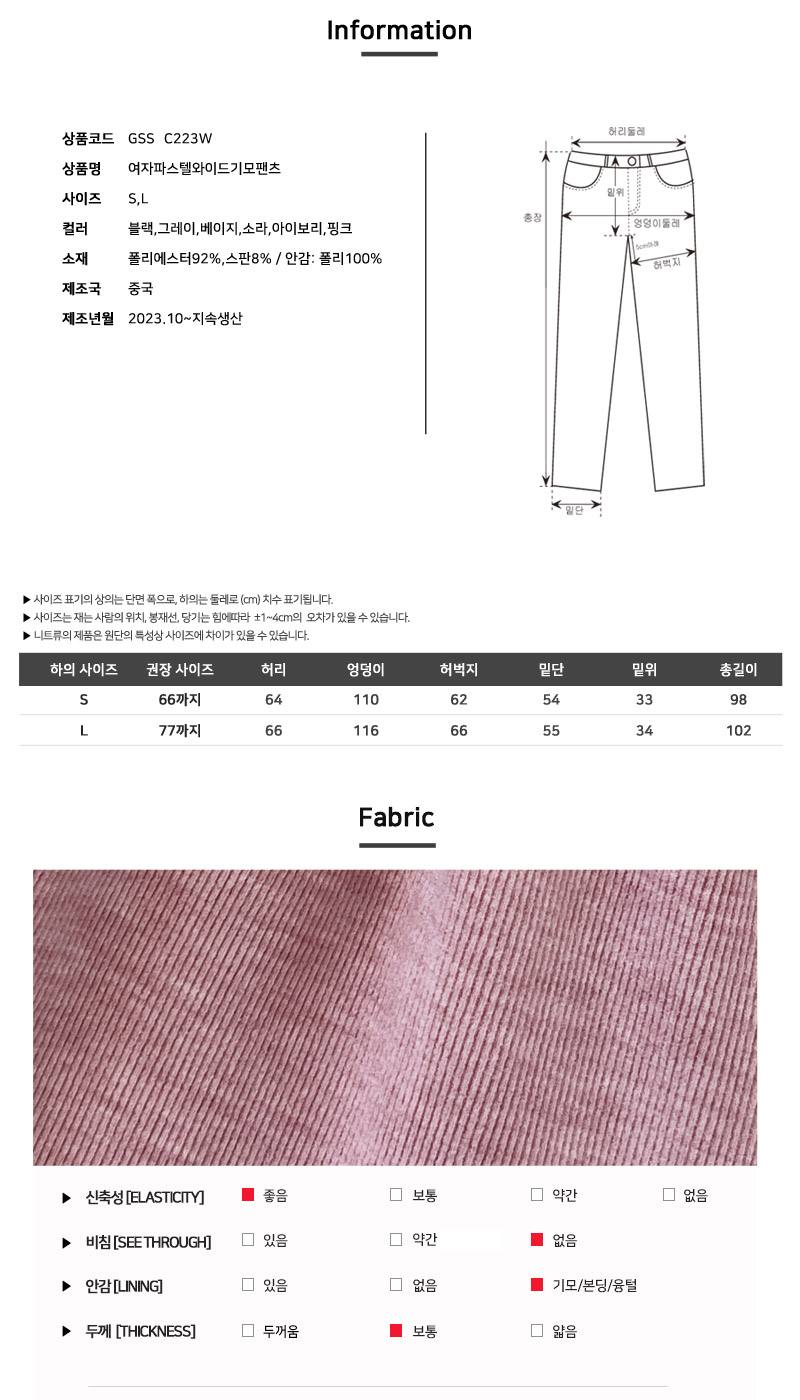 Information
상품코드 GSS C223W
상품명 여자파스텔와이드기모팬츠
사이즈 S,L
컬러 블랙,그레이,베이지,소라,아이보리,핑크
소재 폴리에스터92%,스판8% / 안감: 폴리100%
제조국 중국
제조년월 2023.10~지속생산
허리둘레
밑위
총장
엉덩이둘레
5cm아래
허벅지
밑단
▶ 사이즈 표기의 상의는 단면 폭으로, 하의는 둘레로 (cm) 치수 표기됩니다.
▶ 사이즈는 재는 사람의 위치, 봉재선, 당기는 힘에따라 ±1~4cm의 오차가 있을 수 있습니다.
▶ 니트류의 제품은 원단의 특성상 사이즈에 차이가 있을 수 있습니다.
하의 사이즈 권장 사이즈 허리 엉덩이 허벅지 밑단 밑위 총길이
S 66까지 64 110 62 54 33 98
L 77까지 66 116 66 55 34 102
Fabric
▶ 신축성 [ELASTICITY] 좋음 보통 약간 없음
▶ 비침 [SEE THROUGH] 있음 약간 없음
▶ 안감 [LINING] 있음 없음 기모/본딩/융털
▶ 두께 [THICKNESS] 두꺼움 보통 얇음